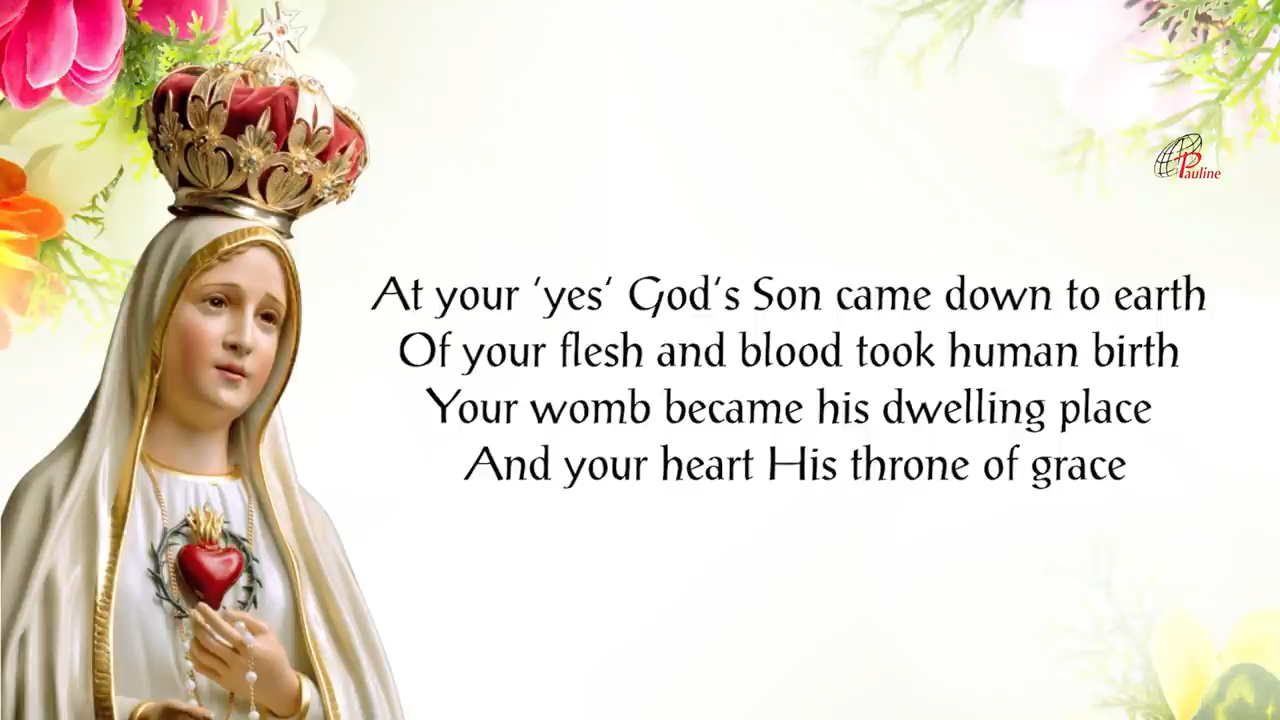 Pauline
At your ‘yes‘ God‘s Son came down to earth
Of your flesh and blood took human birth
Your womb became his dwelling place
And your heart His throne of grace